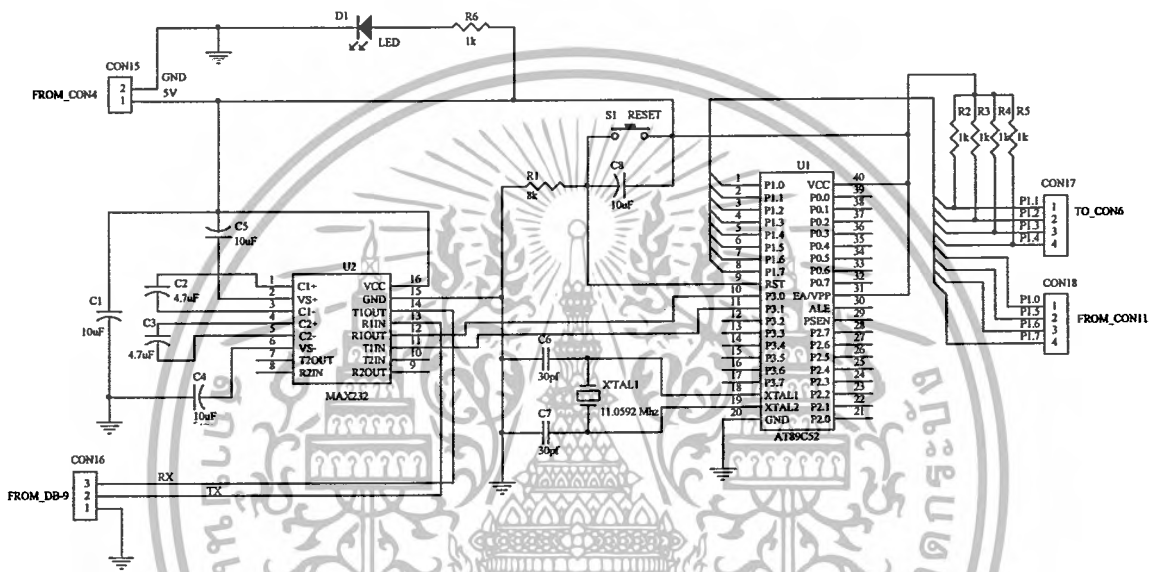 D1
LED
R6
1k
CON15
FROM_CON4
2
1
GND
5V
S1 RESET
R1
8k
C8
10uF
R2 R3 R4 R5
1k 1k 1k 1k
CON17
P1.1 1
P1.2 2
P1.3 3
P1.4 4
TO_CON6
CON18
P1.0 1
P1.5 2
P1.6 3
P1.7 4
FROM_CON11
U1
1 P1.0 VCC 40
2 P1.1 P0.0 39
3 P1.2 P0.1 38
4 P1.3 P0.2 37
5 P1.4 P0.3 36
6 P1.5 P0.4 35
7 P1.6 P0.5 34
8 P1.7 P0.6 33
9 RST P0.7 32
10 P3.0 EA/VPP 31
11 P3.1 ALE 30
12 P3.2 PSEN 29
13 P3.3 P2.7 28
14 P3.4 P2.6 27
15 P3.5 P2.5 26
16 P3.6 P2.4 25
17 P3.7 P2.3 24
18 XTAL1 P2.2 23
19 XTAL2 P2.1 22
20 GND P2.0 21
AT89C52
C5
10uF
C1
10uF
C2
4.7uF
C3
4.7uF
C4
10uF
U2
1 C1+ VCC 16
2 VS+ GND 15
3 C1- T1OUT 14
4 C2+ R1IN 13
5 C2- R1OUT 12
6 VS- T1IN 11
7 T2OUT T2IN 10
8 R2IN R2OUT 9
MAX232
C6
30pf
C7
30pf
XTAL1
11.0592 Mhz
CON16
FROM_DB-9
3 RX
2 TX
1